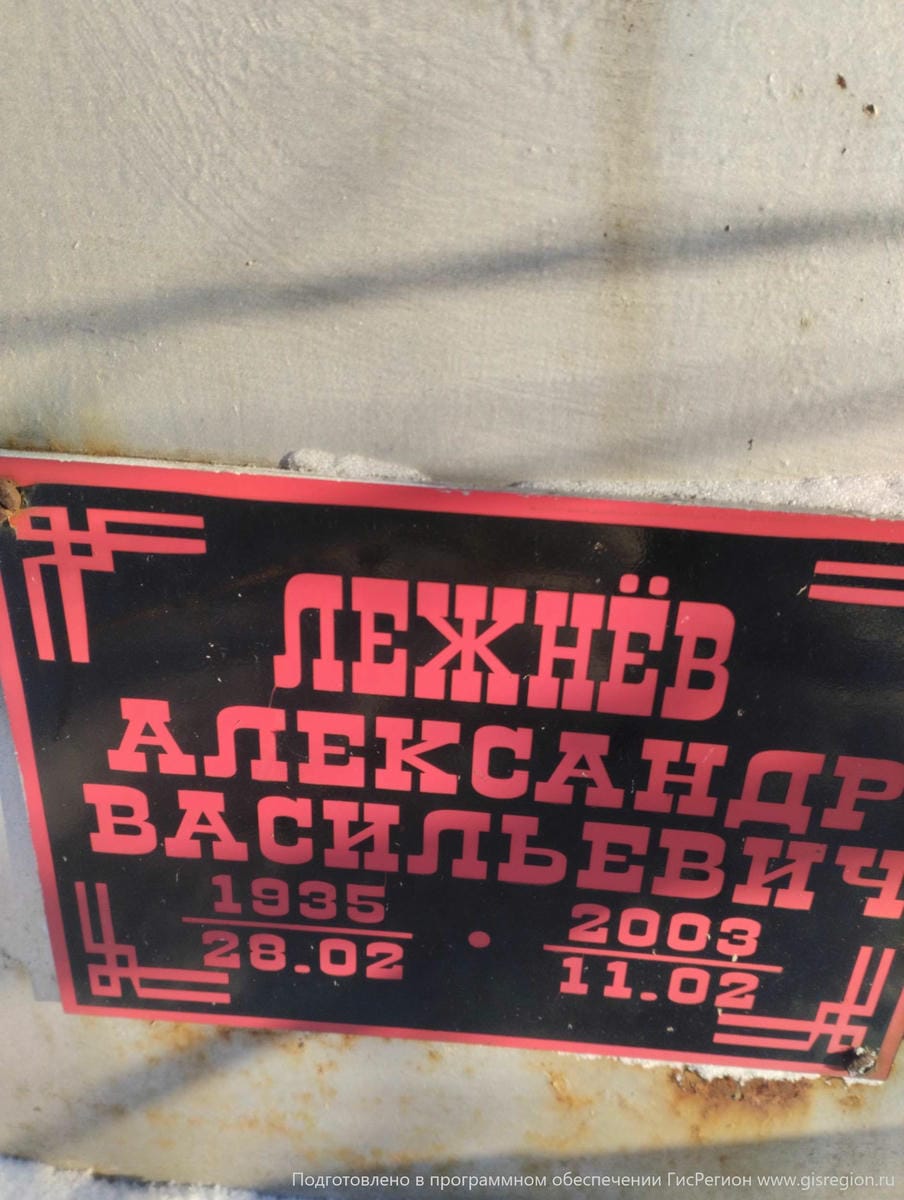 ЛЕЖНЁВ
АЛЕКСАНДР
ВАСИЛЬЕВИЧ
1935 • 2003
28.02 11.02
Подготовлено в программном обеспечении ГисРегион www.gisregion.ru